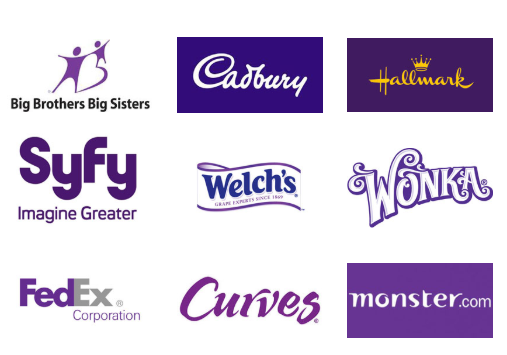 Big Brothers Big Sisters
Cadbury
Hallmark
Syfy
Imagine Greater
Welch's®
GRAPE EXPERTS SINCE 1869
WONKA®
FedEx®
Corporation
Curves®
monster.com